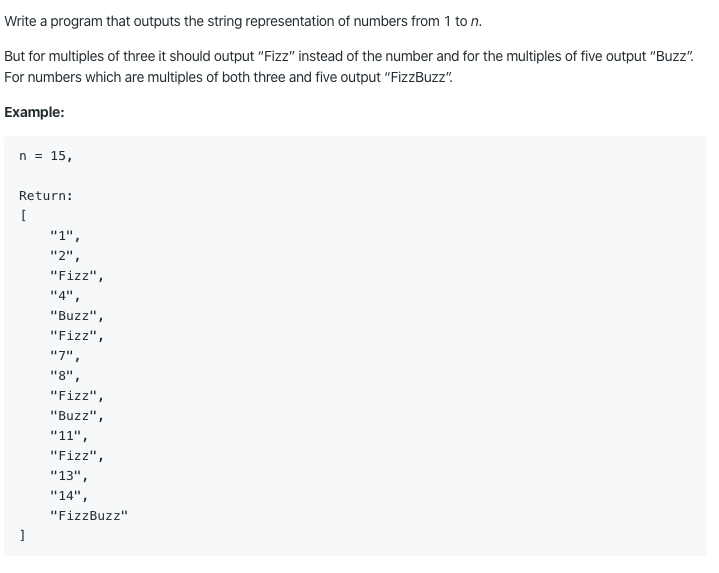 Write a program that outputs the string representation of numbers from 1 to n.
But for multiples of three it should output “Fizz” instead of the number and for the multiples of five output “Buzz”.
For numbers which are multiples of both three and five output “FizzBuzz”.
Example:
n = 15,
Return:
[
    "1",
    "2",
    "Fizz",
    "4",
    "Buzz",
    "Fizz",
    "7",
    "8",
    "Fizz",
    "Buzz",
    "11",
    "Fizz",
    "13",
    "14",
    "FizzBuzz"
]